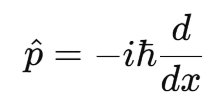 p̂ = −iℏ d/dx